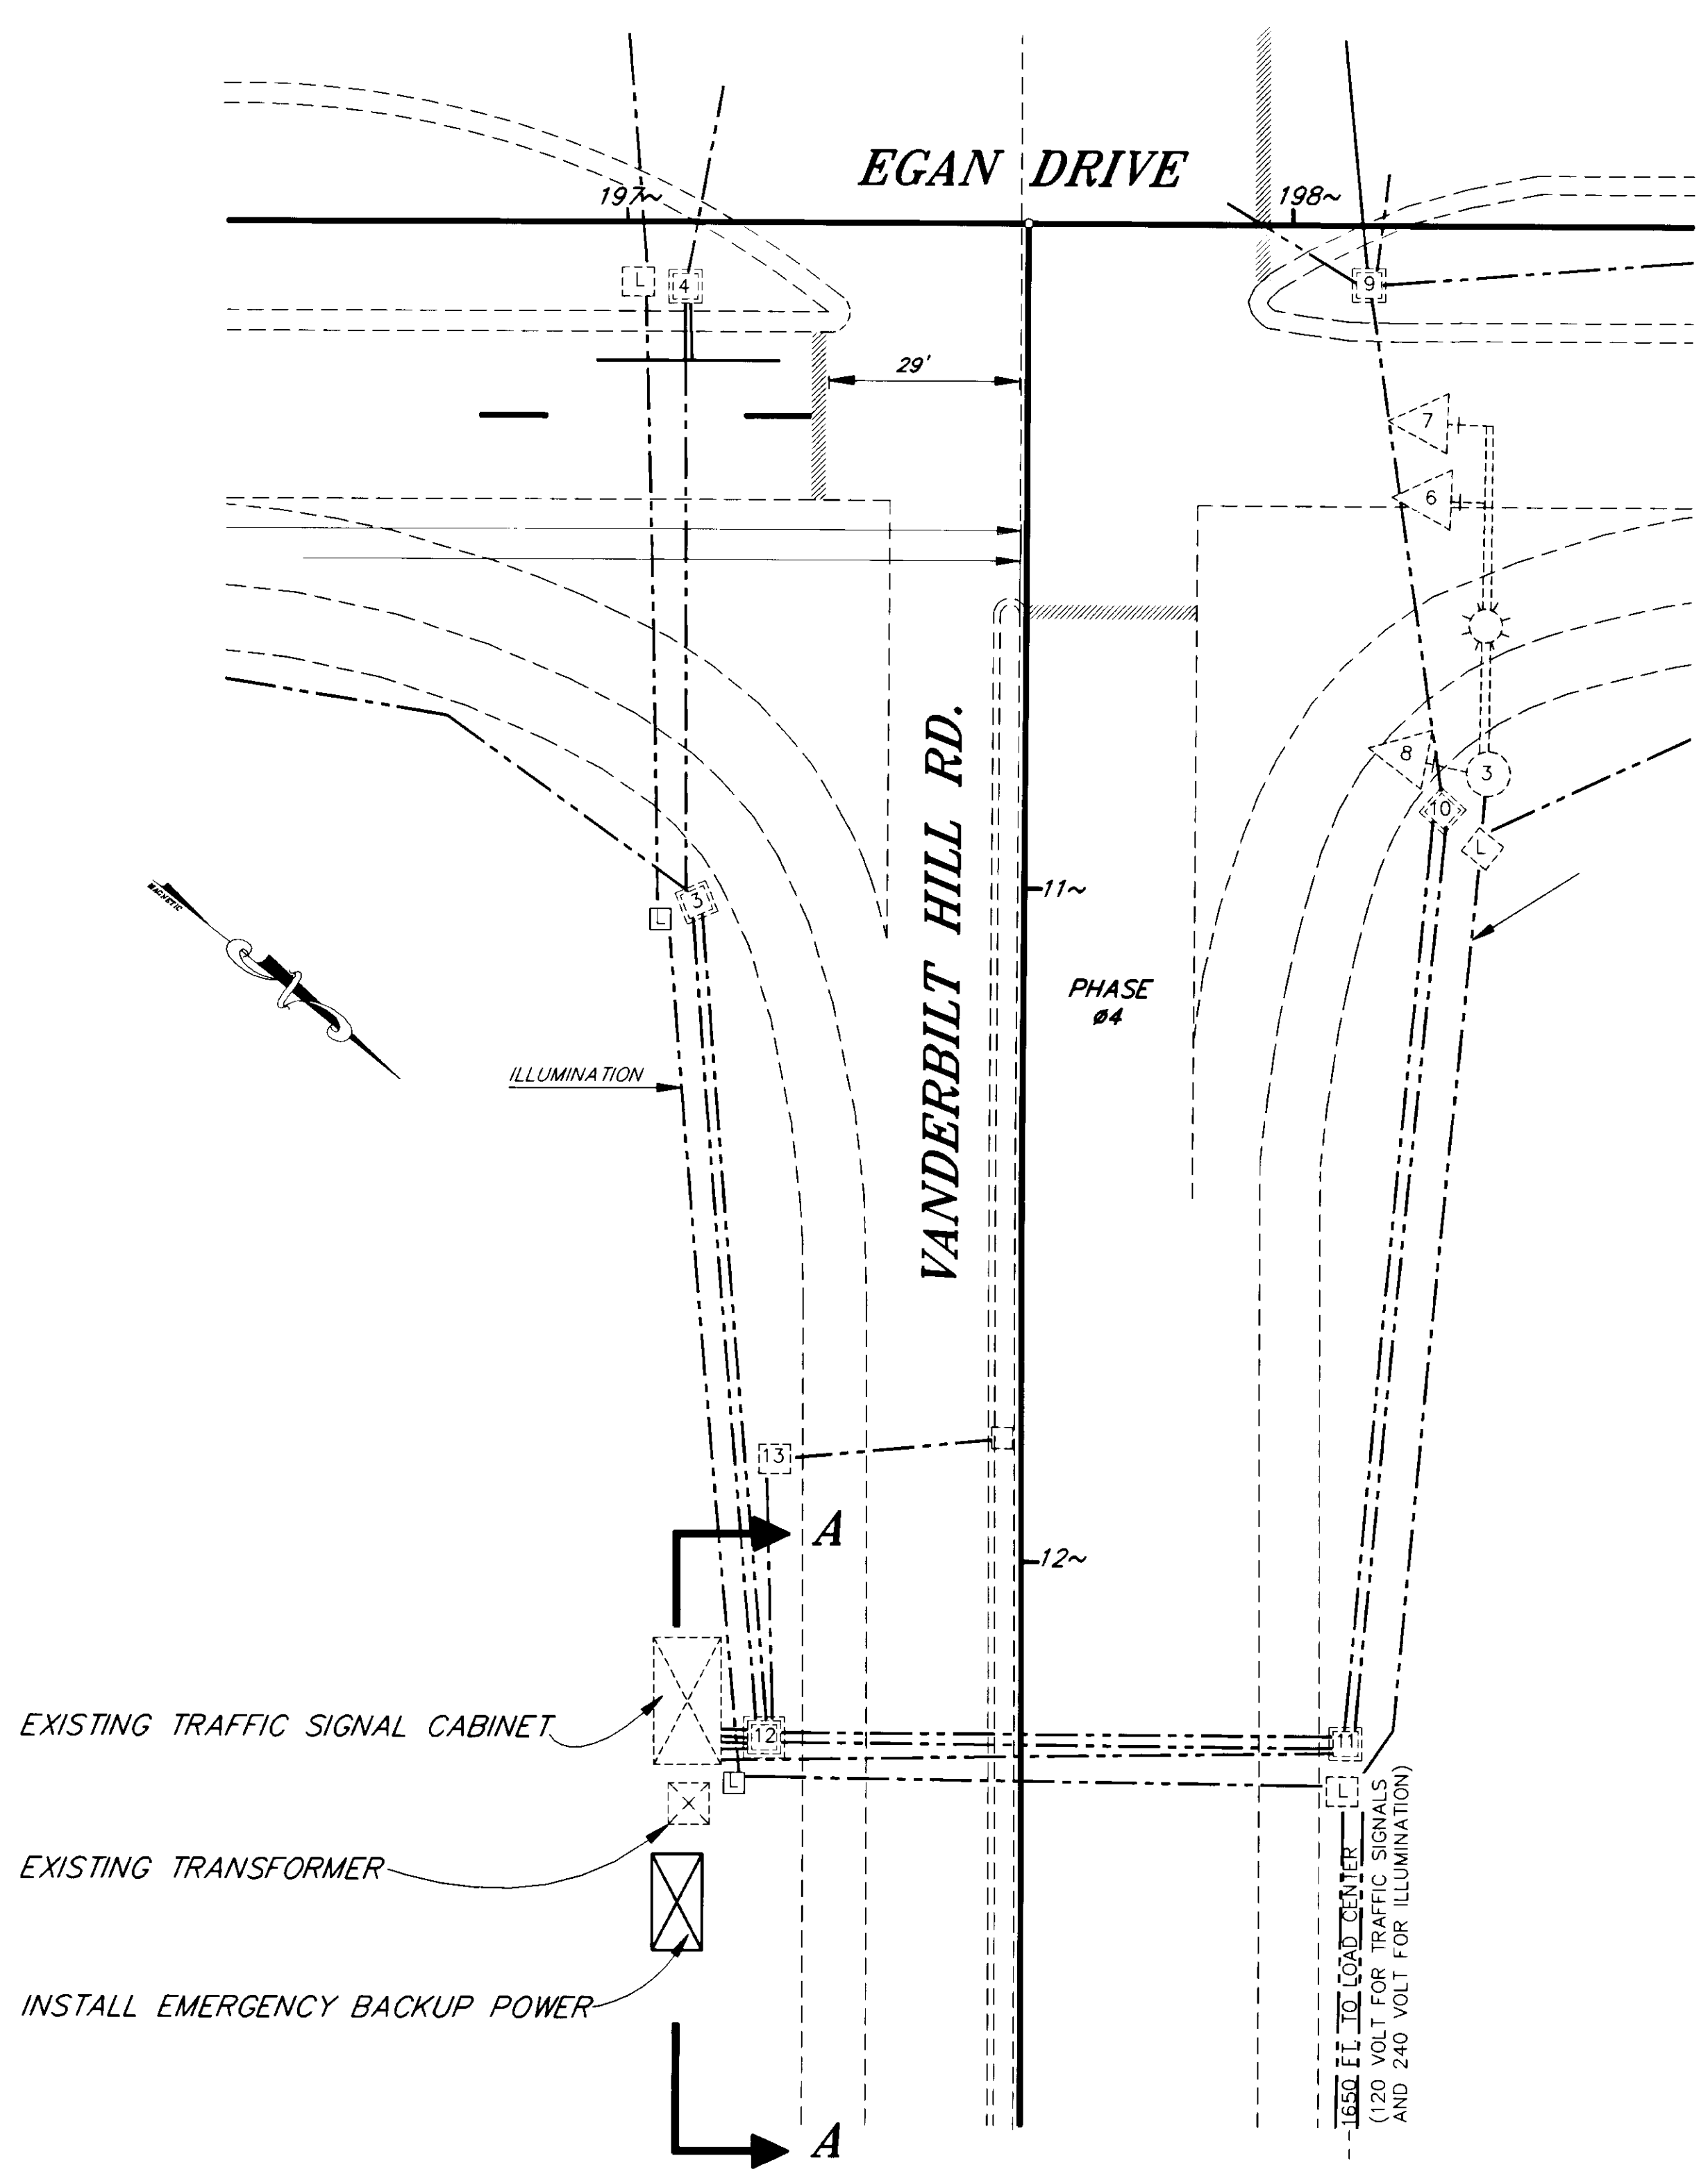 EGAN DRIVE
197~
198~
L
4
9
29'
7
6
8
3
10
L
3
L
VANDERBILT HILL RD.
11~
MAGNETIC
PHASE
ø4
ILLUMINATION
13
A
12~
EXISTING TRAFFIC SIGNAL CABINET
12
11
L
L
EXISTING TRANSFORMER
INSTALL EMERGENCY BACKUP POWER
1650 FT. TO LOAD CENTER
(120 VOLT FOR TRAFFIC SIGNALS
AND 240 VOLT FOR ILLUMINATION)
A